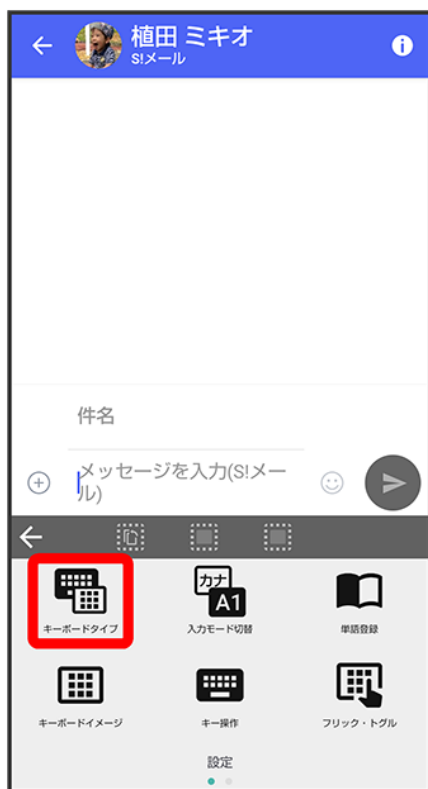 植田 ミキオ
S!メール
件名
メッセージを入力(S!メー
ル)
カナ
A1
キーボードタイプ
入力モード切替
単語登録
キーボードイメージ
キー操作
フリック・トグル
設定